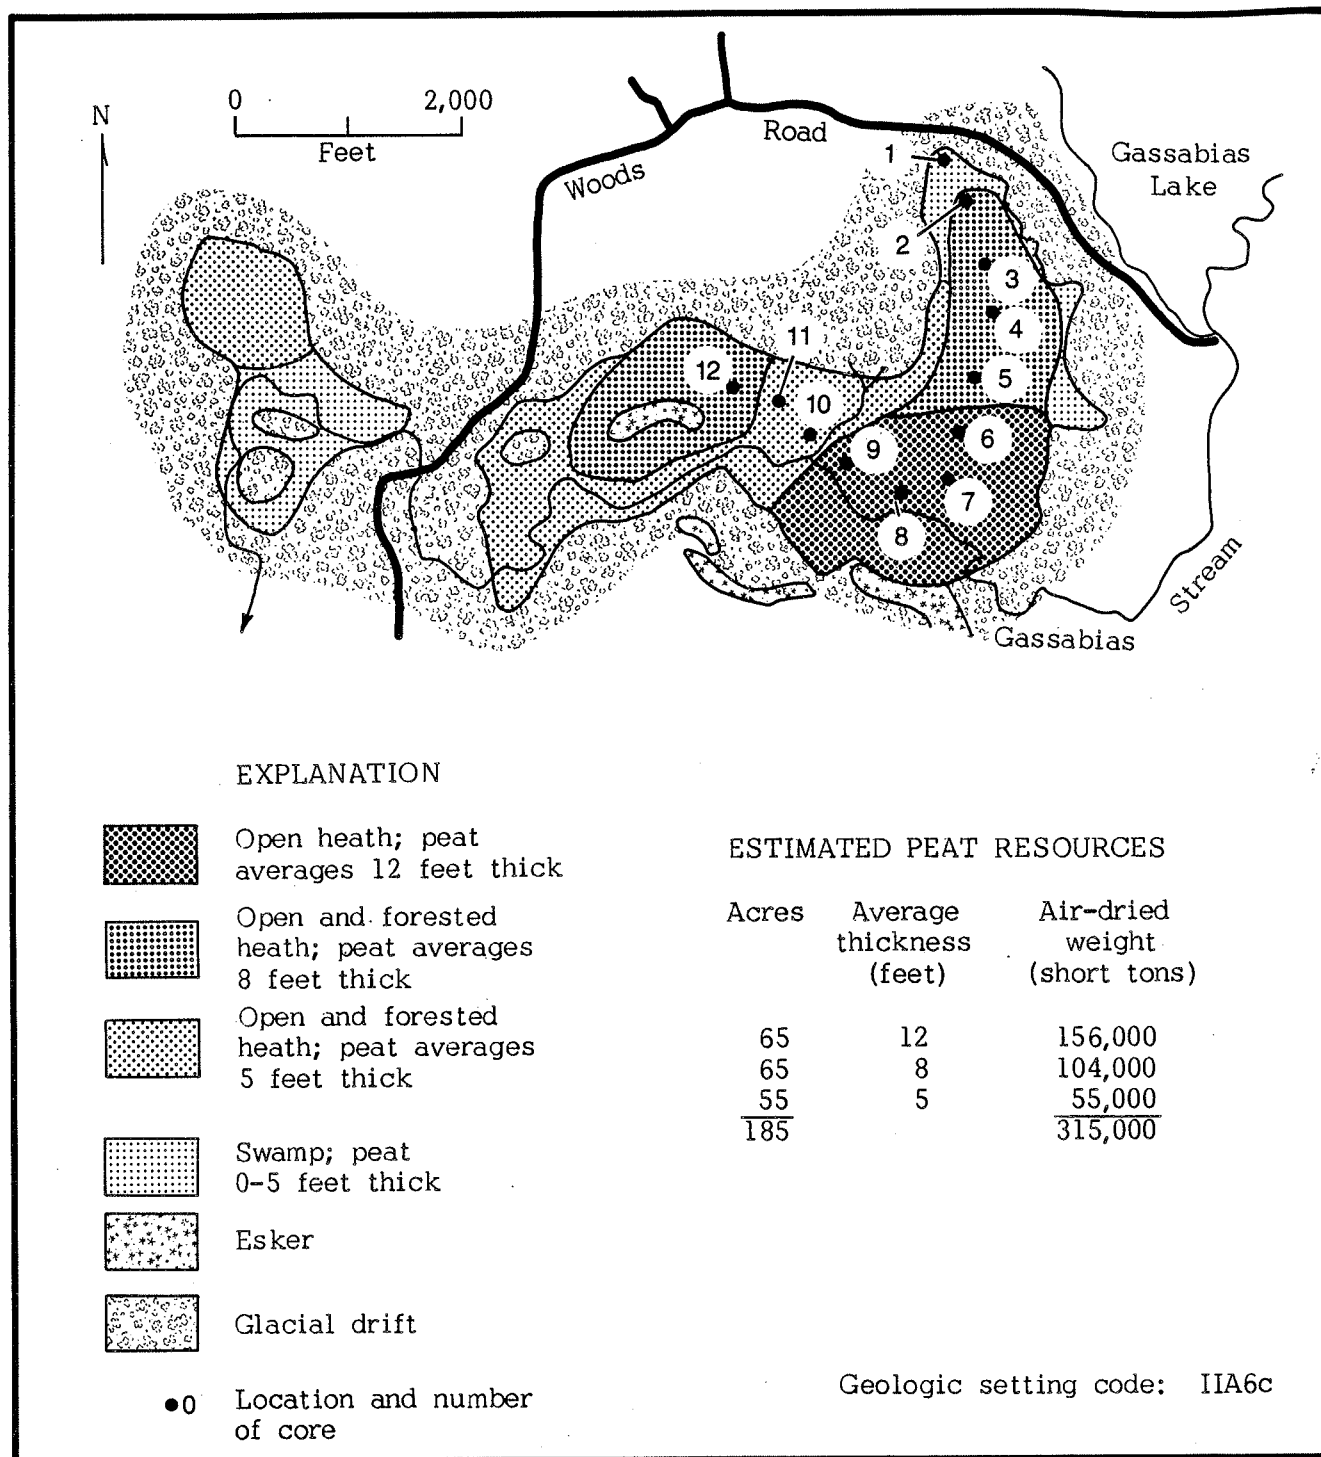 N
0 2,000
Feet
Woods
Road
Gassabias
Lake
1
2
3
4
5
6
7
8
9
10
11
12
Stream
Gassabias
EXPLANATION
Open heath; peat
averages 12 feet thick
Open and forested
heath; peat averages
8 feet thick
Open and forested
heath; peat averages
5 feet thick
Swamp; peat
0-5 feet thick
Esker
Glacial drift
0 Location and number
of core
ESTIMATED PEAT RESOURCES
Acres Average Air-dried
thickness weight
(feet) (short tons)
65 12 156,000
65 8 104,000
55 5 55,000
185 315,000
Geologic setting code: IIA6c